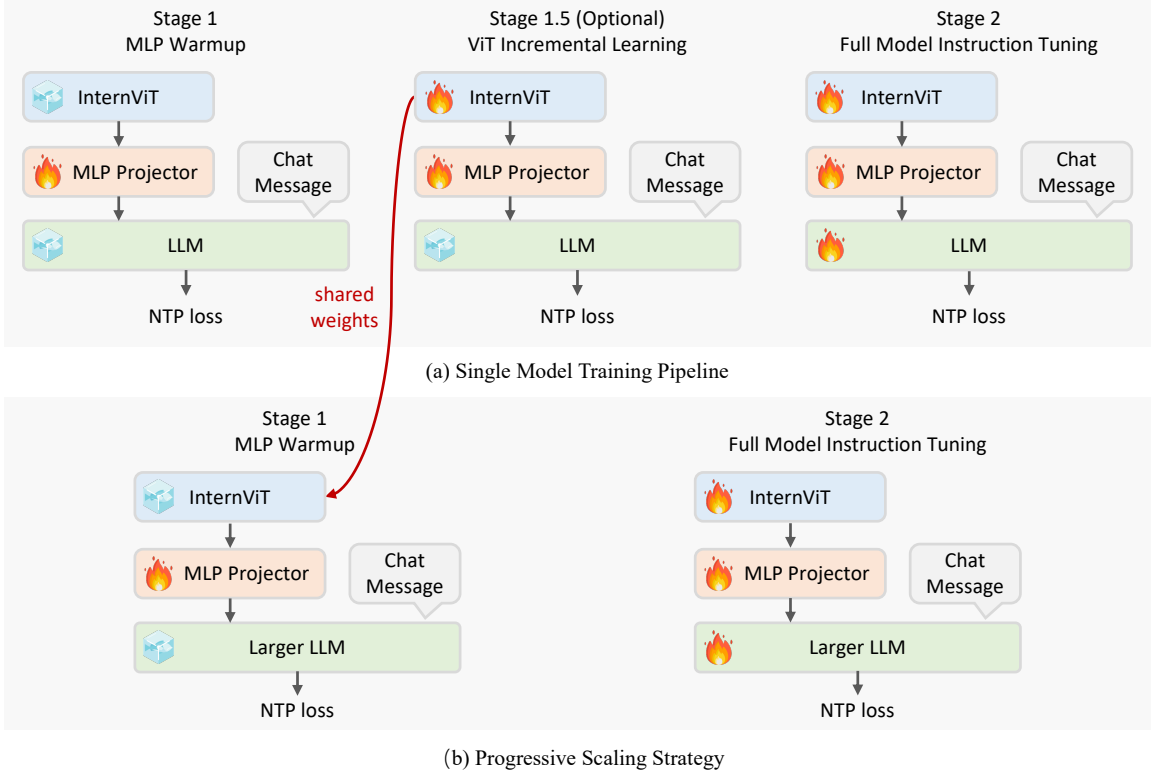 Stage 1
MLP Warmup
InternViT
MLP Projector
Chat
Message
LLM
NTP loss
Stage 1.5 (Optional)
ViT Incremental Learning
InternViT
MLP Projector
Chat
Message
LLM
NTP loss
Stage 2
Full Model Instruction Tuning
InternViT
MLP Projector
Chat
Message
LLM
NTP loss
shared
weights
(a) Single Model Training Pipeline
Stage 1
MLP Warmup
InternViT
MLP Projector
Chat
Message
Larger LLM
NTP loss
Stage 2
Full Model Instruction Tuning
InternViT
MLP Projector
Chat
Message
Larger LLM
NTP loss
(b) Progressive Scaling Strategy